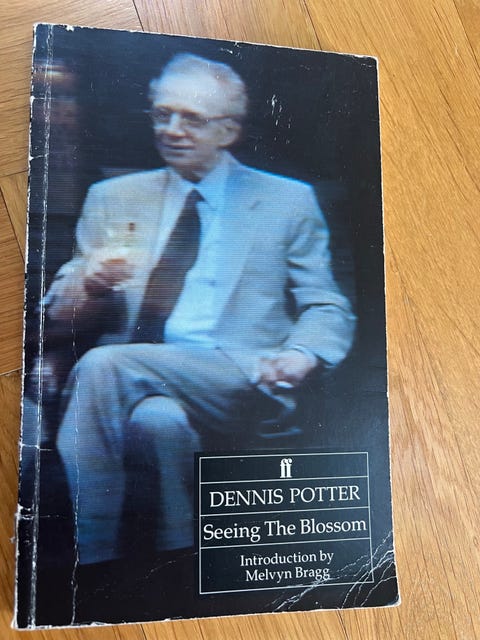 ff
DENNIS POTTER
Seeing The Blossom
Introduction by
Melvyn Bragg